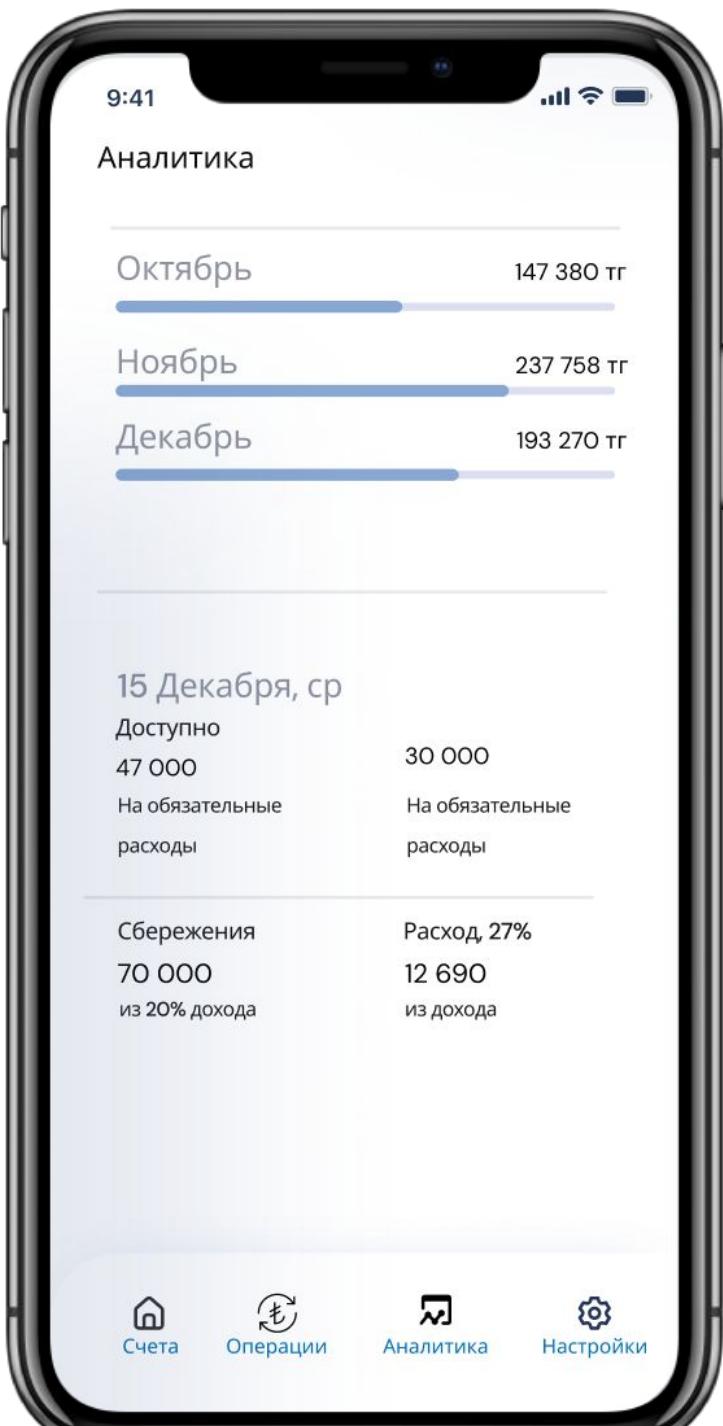 9:41
Аналитика
Октябрь 147 380 тг
Ноябрь 237 758 тг
Декабрь 193 270 тг
15 Декабря, ср
Доступно
47 000 30 000
На обязательные На обязательные
расходы расходы
Сбережения Расход, 27%
70 000 12 690
из 20% дохода из дохода
Счета Операции Аналитика Настройки